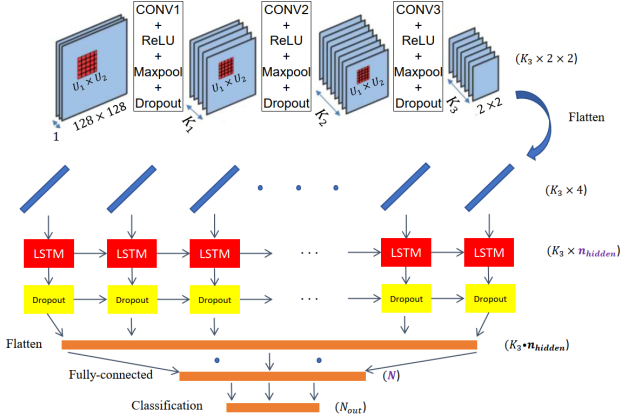 CONV1
+
ReLU
+
Maxpool
+
Dropout
CONV2
+
ReLU
+
Maxpool
+
Dropout
CONV3
+
ReLU
+
Maxpool
+
Dropout
U₁ × U₂
U₁ × U₂
U₁ × U₂
(K₃ × 2 × 2)
1
128 × 128
K₁
K₂
K₃
2 ×2
Flatten
(K₃ × 4)
LSTM
LSTM
LSTM
. . .
LSTM
LSTM
(K₃ × n_hidden)
Dropout
Dropout
Dropout
. . .
Dropout
Dropout
Flatten
(K₃•n_hidden)
Fully-connected
(N)
Classification
(N_out)